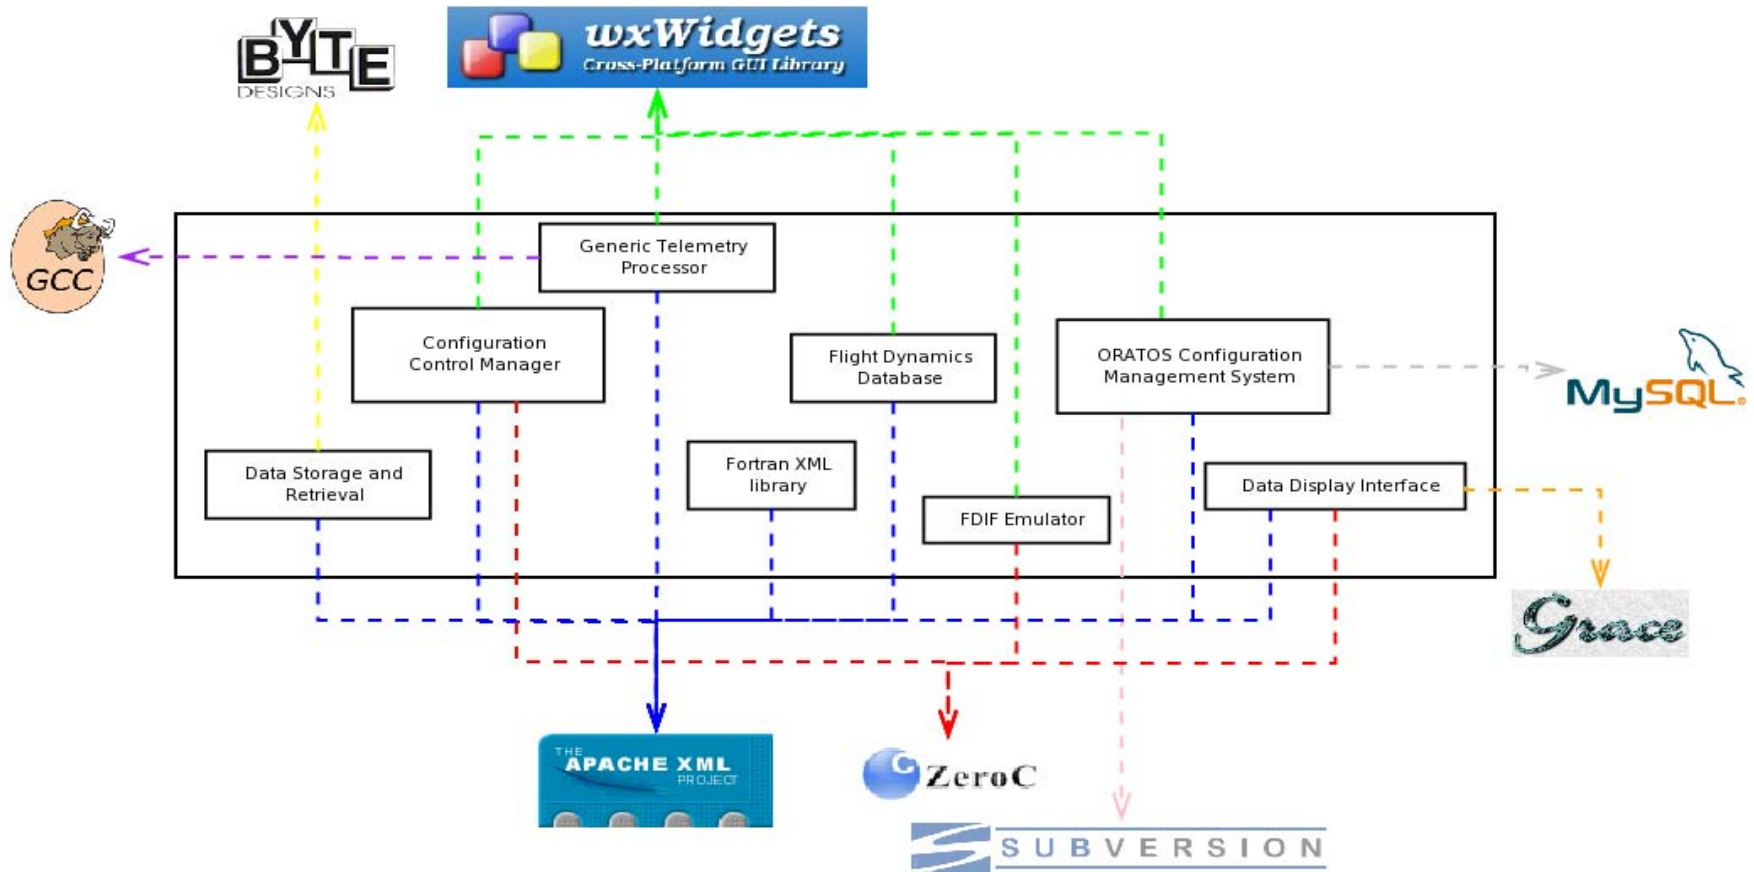 BYTE
DESIGNS
wxWidgets
Cross-Platform GUI Library
GCC
Generic Telemetry
Processor
Configuration
Control Manager
Flight Dynamics
Database
ORATOS Configuration
Management System
MySQL®
Data Storage and
Retrieval
Fortran XML
library
FDIF Emulator
Data Display Interface
Grace
THE
APACHE XML
PROJECT
C
ZeroC
SUBVERSION